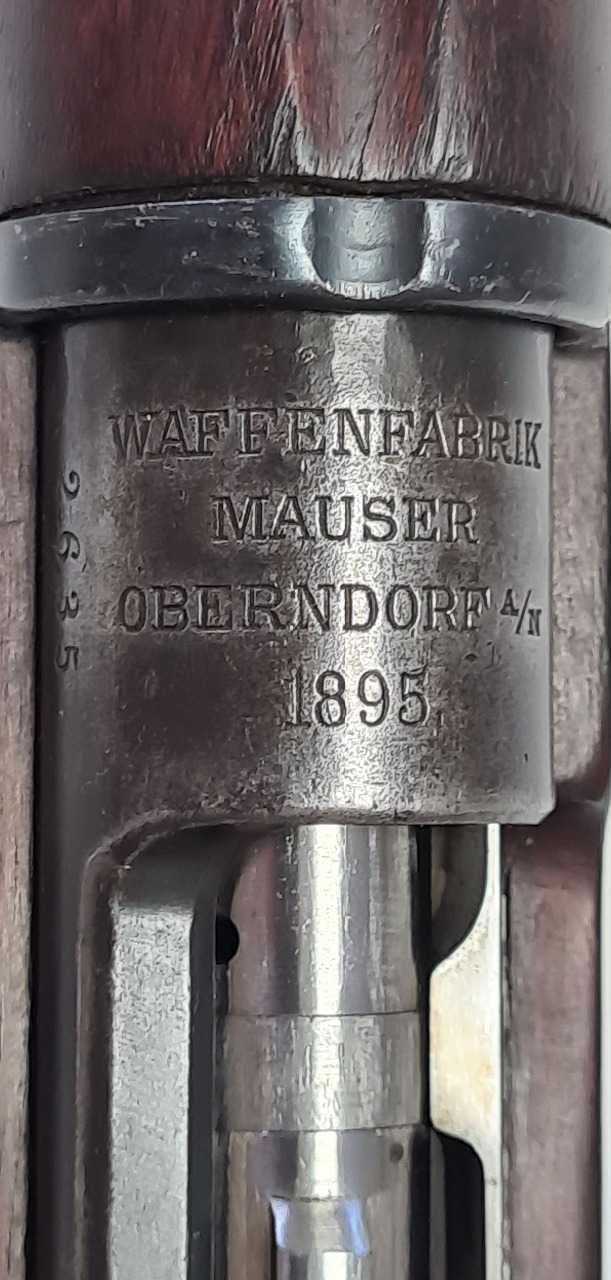 WAFFENFABRIK
MAUSER
OBERNDORF A/N
1895
2635